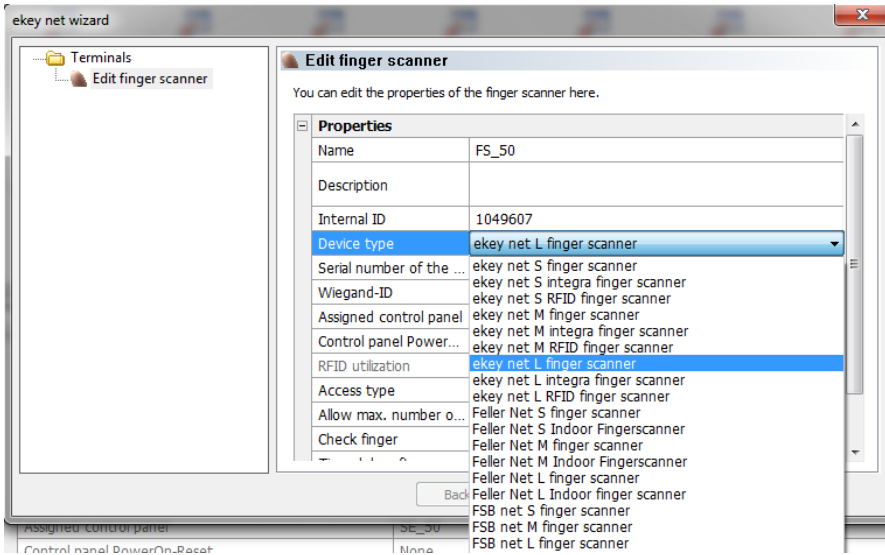 ekey net wizard
Terminals
Edit finger scanner
Edit finger scanner
You can edit the properties of the finger scanner here.
Properties
Name FS_50
Description
Internal ID 1049607
Device type ekey net L finger scanner
Serial number of the ...
Wiegand-ID
Assigned control panel
Control panel Power...
RFID utilization
Access type
Allow max. number o...
Check finger
ekey net S finger scanner
ekey net S integra finger scanner
ekey net S RFID finger scanner
ekey net M finger scanner
ekey net M integra finger scanner
ekey net M RFID finger scanner
ekey net L finger scanner
ekey net L integra finger scanner
ekey net L RFID finger scanner
Feller Net S finger scanner
Feller Net S Indoor Fingerscanner
Feller Net M finger scanner
Feller Net M Indoor Fingerscanner
Feller Net L finger scanner
Feller Net L Indoor finger scanner
FSB net S finger scanner
FSB net M finger scanner
FSB net L finger scanner
Back
Assigned control panel SE_50
Control panel PowerOn-Reset None